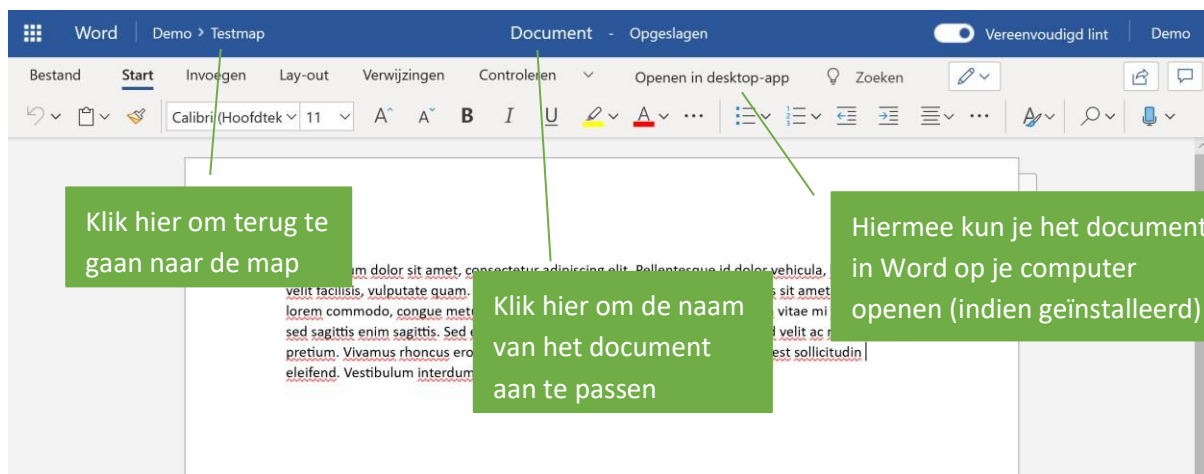 Word Demo > Testmap Document - Opgeslagen Vereenvoudigd lint Demo
Bestand Start Invoegen Lay-out Verwijzingen Controleren Openen in desktop-app Zoeken
Calibri (Hoofdtek 11 A A B I U A
Klik hier om terug te
gaan naar de map
Klik hier om de naam
van het document
aan te passen
Hiermee kun je het document
in Word op je computer
openen (indien geïnstalleerd)
dolor sit amet, consectetur adipiscing elit. Pellentesque id dolor vehicula,
velit facilisis, vulputate quam. sit amet
lorem commodo, congue vitae mi
sed sagittis enim sagittis. Sed velit ac
pretium. Vivamus rhoncus est sollicitudin
eleifend. Vestibulum interdum